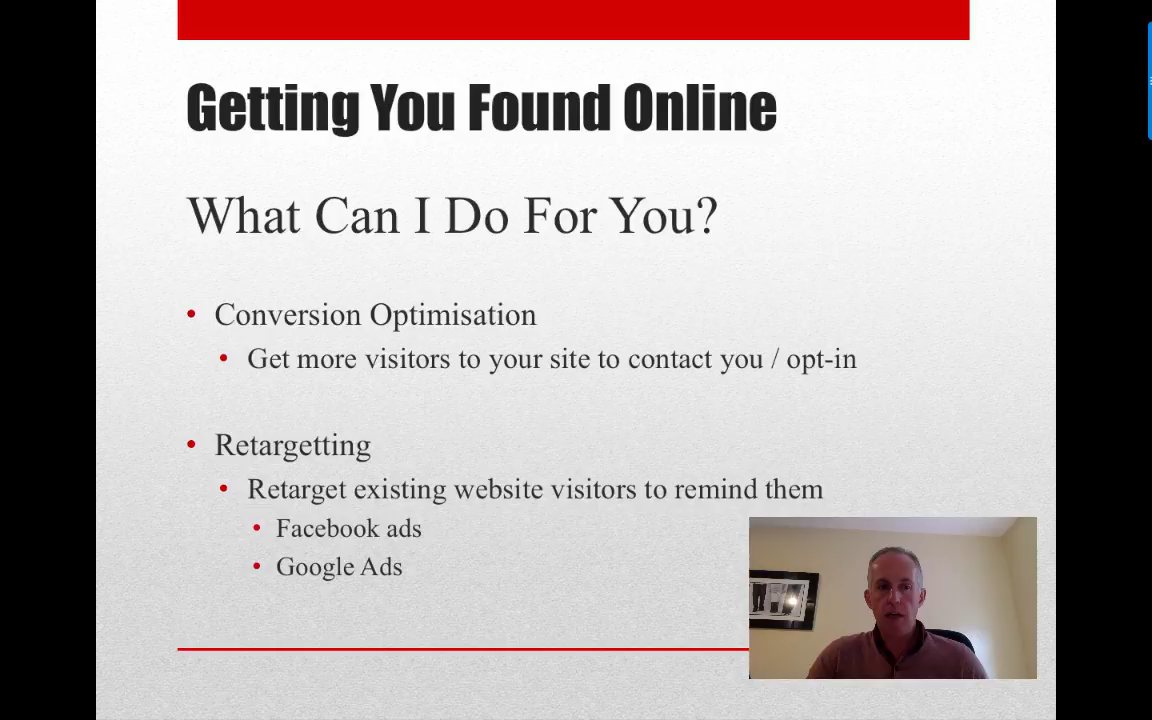 Getting You Found Online
What Can I Do For You?
• Conversion Optimisation
• Get more visitors to your site to contact you / opt-in
• Retargetting
• Retarget existing website visitors to remind them
• Facebook ads
• Google Ads